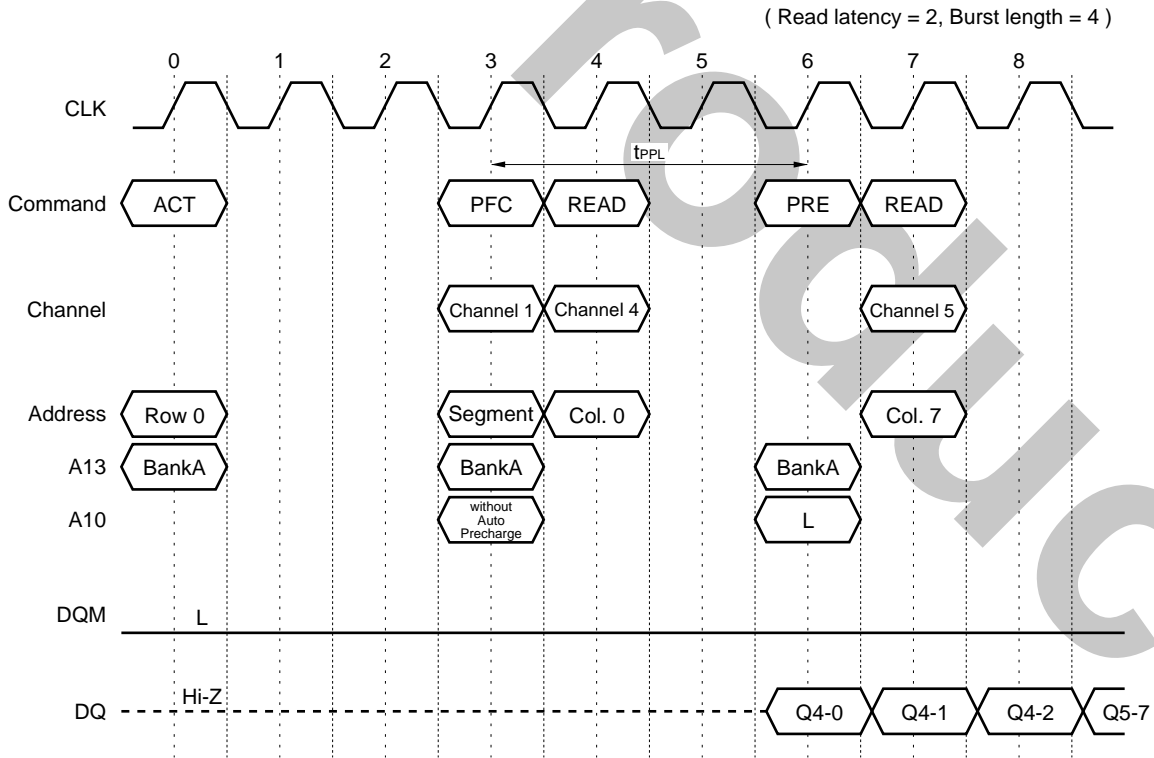 ( Read latency = 2, Burst length = 4 )
0 1 2 3 4 5 6 7 8
CLK
tPPL
Command ACT PFC READ PRE READ
Channel Channel 1 Channel 4 Channel 5
Address Row 0 Segment Col. 0 Col. 7
A13 BankA BankA BankA
A10 without Auto Precharge L
DQM L
Hi-Z
DQ Q4-0 Q4-1 Q4-2 Q5-7
roduc